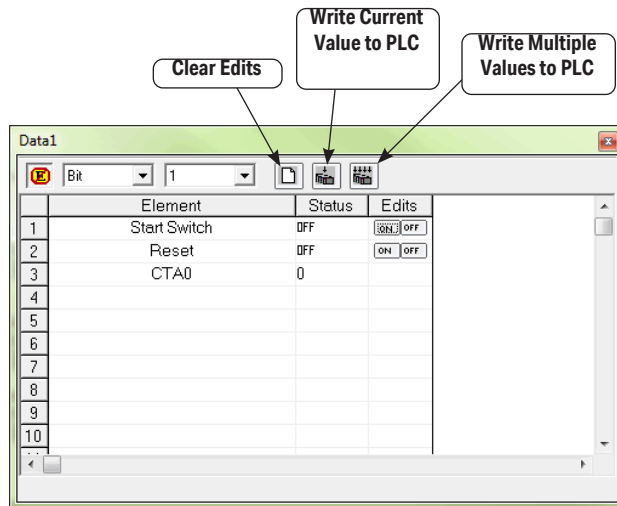 Write Current
Value to PLC
Write Multiple
Values to PLC
Clear Edits
Data1
E Bit 1
Element Status Edits
1 Start Switch OFF ON OFF
2 Reset OFF ON OFF
3 CTA0 0
4
5
6
7
8
9
10